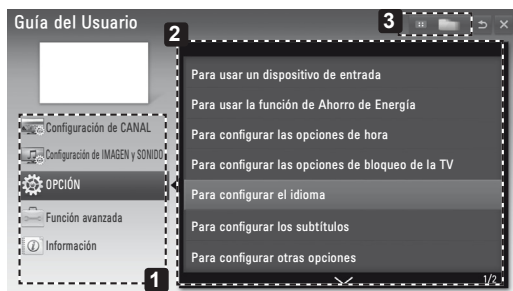 Guía del Usuario
3
2
Configuración de CANAL
Configuración de IMAGEN y SONIDO
OPCIÓN
Función avanzada
Información
1
Para usar un dispositivo de entrada
Para usar la función de Ahorro de Energía
Para configurar las opciones de hora
Para configurar las opciones de bloqueo de la TV
Para configurar el idioma
Para configurar los subtítulos
Para configurar otras opciones
1/2